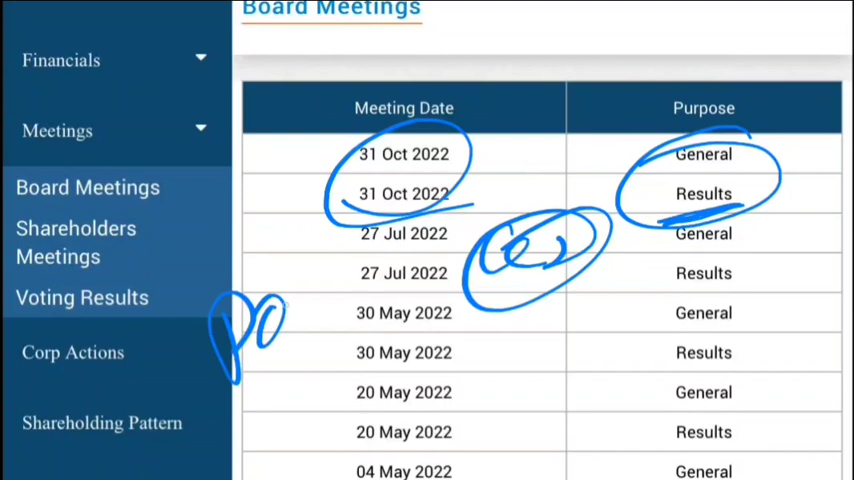 Board Meetings
Financials
Meetings
Board Meetings
Shareholders
Meetings
Voting Results
Corp Actions
Shareholding Pattern
Meeting Date Purpose
31 Oct 2022 General
31 Oct 2022 Results
27 Jul 2022 General
27 Jul 2022 Results
30 May 2022 General
30 May 2022 Results
20 May 2022 General
20 May 2022 Results
04 May 2022 General